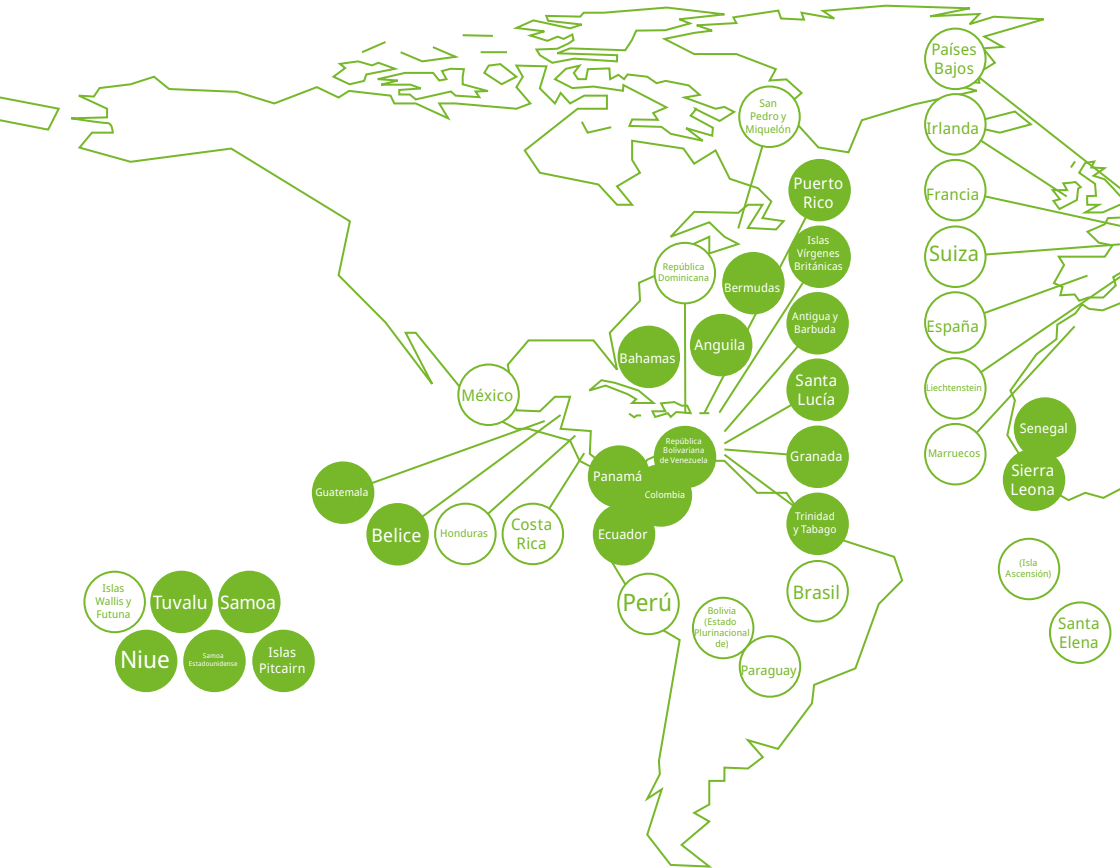 Países
Bajos
San
Pedro y
Miquelón
Irlanda
Puerto
Rico
Francia
Islas
Vírgenes
Británicas
Suiza
República
Dominicana
Bermudas
Antigua y
Barbuda
España
Anguila
Bahamas
Santa
Lucía
Liechtenstein
México
Senegal
República
Bolivariana
de Venezuela
Granada
Marruecos
Panamá
Sierra
Leona
Guatemala
Colombia
Trinidad
y Tabago
Belice
Honduras
Costa
Rica
Ecuador
(Isla
Ascensión)
Islas
Wallis y
Futuna
Tuvalu
Samoa
Perú
Brasil
Bolivia
(Estado
Plurinacional
de)
Santa
Elena
Niue
Samoa
Estadounidense
Islas
Pitcairn
Paraguay